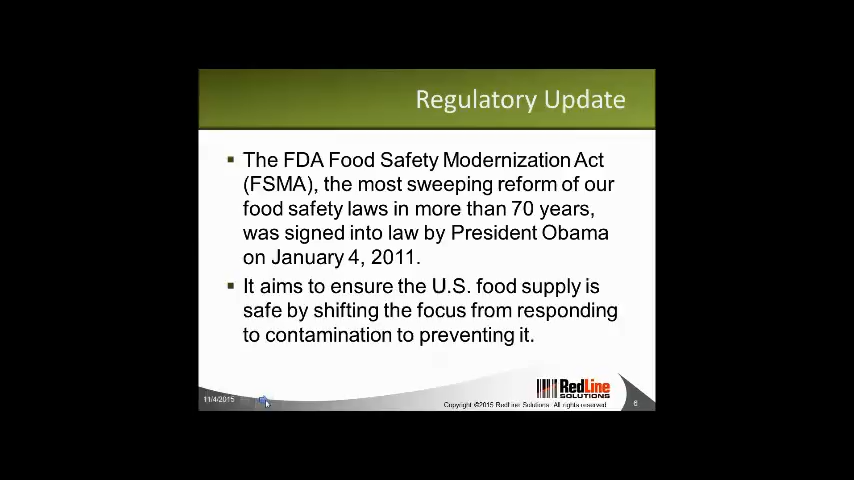 Regulatory Update
The FDA Food Safety Modernization Act
(FSMA), the most sweeping reform of our
food safety laws in more than 70 years,
was signed into law by President Obama
on January 4, 2011.
It aims to ensure the U.S. food supply is
safe by shifting the focus from responding
to contamination to preventing it.
RedLine
SOLUTIONS
11/4/2015
Copyright ©2015 RedLine Solutions. All rights reserved.
6